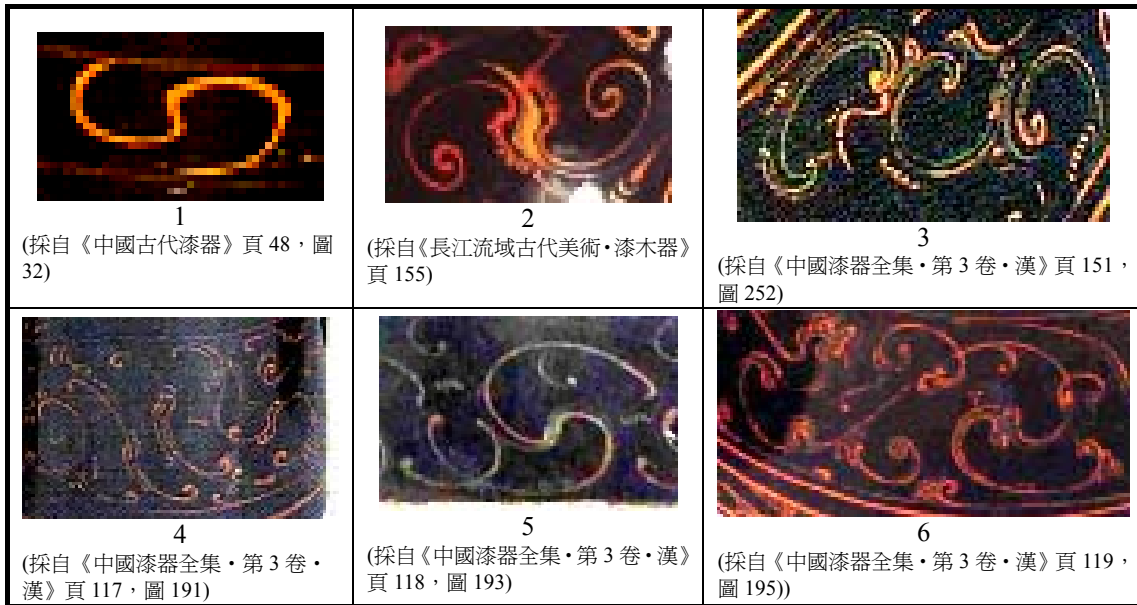 1
(採自《中國古代漆器》頁 48，圖
32)
2
(採自《長江流域古代美術‧漆木器》
頁 155)
3
(採自《中國漆器全集‧第 3 卷‧漢》頁 151，
圖 252)
4
(採自《中國漆器全集‧第 3 卷‧
漢》頁 117，圖 191)
5
(採自《中國漆器全集‧第 3 卷‧漢》
頁 118，圖 193)
6
(採自《中國漆器全集‧第 3 卷‧漢》頁 119，
圖 195))